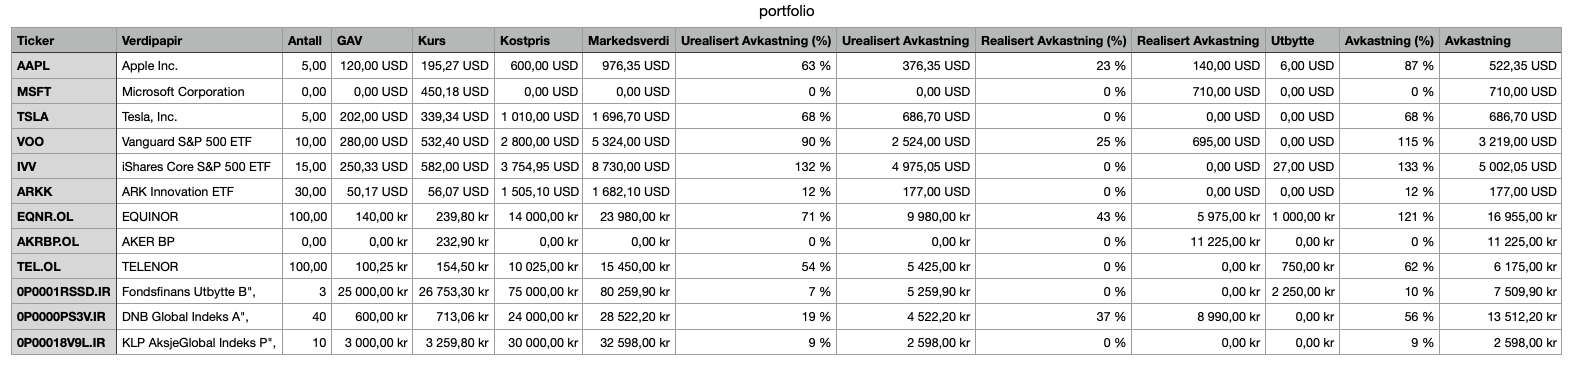 portfolio
Ticker Verdipapir Antall GAV Kurs Kostpris Markedsverdi Urealisert Avkastning (%) Urealisert Avkastning Realisert Avkastning (%) Realisert Avkastning Utbytte Avkastning (%) Avkastning
AAPL Apple Inc. 5,00 120,00 USD 195,27 USD 600,00 USD 976,35 USD 63 % 376,35 USD 23 % 140,00 USD 6,00 USD 87 % 522,35 USD
MSFT Microsoft Corporation 0,00 0,00 USD 450,18 USD 0,00 USD 0,00 USD 0 % 0,00 USD 0 % 710,00 USD 0,00 USD 0 % 710,00 USD
TSLA Tesla, Inc. 5,00 202,00 USD 339,34 USD 1 010,00 USD 1 696,70 USD 68 % 686,70 USD 0 % 0,00 USD 0,00 USD 68 % 686,70 USD
VOO Vanguard S&P 500 ETF 10,00 280,00 USD 532,40 USD 2 800,00 USD 5 324,00 USD 90 % 2 524,00 USD 25 % 695,00 USD 0,00 USD 115 % 3 219,00 USD
IVV iShares Core S&P 500 ETF 15,00 250,33 USD 582,00 USD 3 754,95 USD 8 730,00 USD 132 % 4 975,05 USD 0 % 0,00 USD 27,00 USD 133 % 5 002,05 USD
ARKK ARK Innovation ETF 30,00 50,17 USD 56,07 USD 1 505,10 USD 1 682,10 USD 12 % 177,00 USD 0 % 0,00 USD 0,00 USD 12 % 177,00 USD
EQNR.OL EQUINOR 100,00 140,00 kr 239,80 kr 14 000,00 kr 23 980,00 kr 71 % 9 980,00 kr 43 % 5 975,00 kr 1 000,00 kr 121 % 16 955,00 kr
AKRBP.OL AKER BP 0,00 0,00 kr 232,90 kr 0,00 kr 0,00 kr 0 % 0,00 kr 0 % 11 225,00 kr 0,00 kr 0 % 11 225,00 kr
TEL.OL TELENOR 100,00 100,25 kr 154,50 kr 10 025,00 kr 15 450,00 kr 54 % 5 425,00 kr 0 % 0,00 kr 750,00 kr 62 % 6 175,00 kr
0P0001RSSD.IR Fondsfinans Utbytte B", 3 25 000,00 kr 26 753,30 kr 75 000,00 kr 80 259,90 kr 7 % 5 259,90 kr 0 % 0,00 kr 2 250,00 kr 10 % 7 509,90 kr
0P0000PS3V.IR DNB Global Indeks A", 40 600,00 kr 713,06 kr 24 000,00 kr 28 522,20 kr 19 % 4 522,20 kr 37 % 8 990,00 kr 0,00 kr 56 % 13 512,20 kr
0P00018V9L.IR KLP AksjeGlobal Indeks P", 10 3 000,00 kr 3 259,80 kr 30 000,00 kr 32 598,00 kr 9 % 2 598,00 kr 0 % 0,00 kr 0,00 kr 9 % 2 598,00 kr